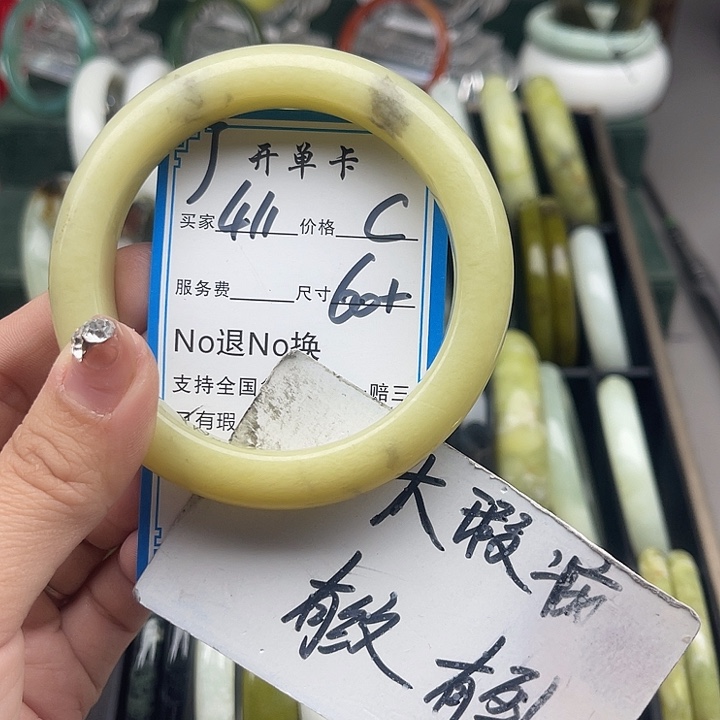 开单卡
买家 411 价格 C
服务费 尺寸 60+
No退No换
支持全国 赔三
有瑕
大瑕疵
有纹 有裂